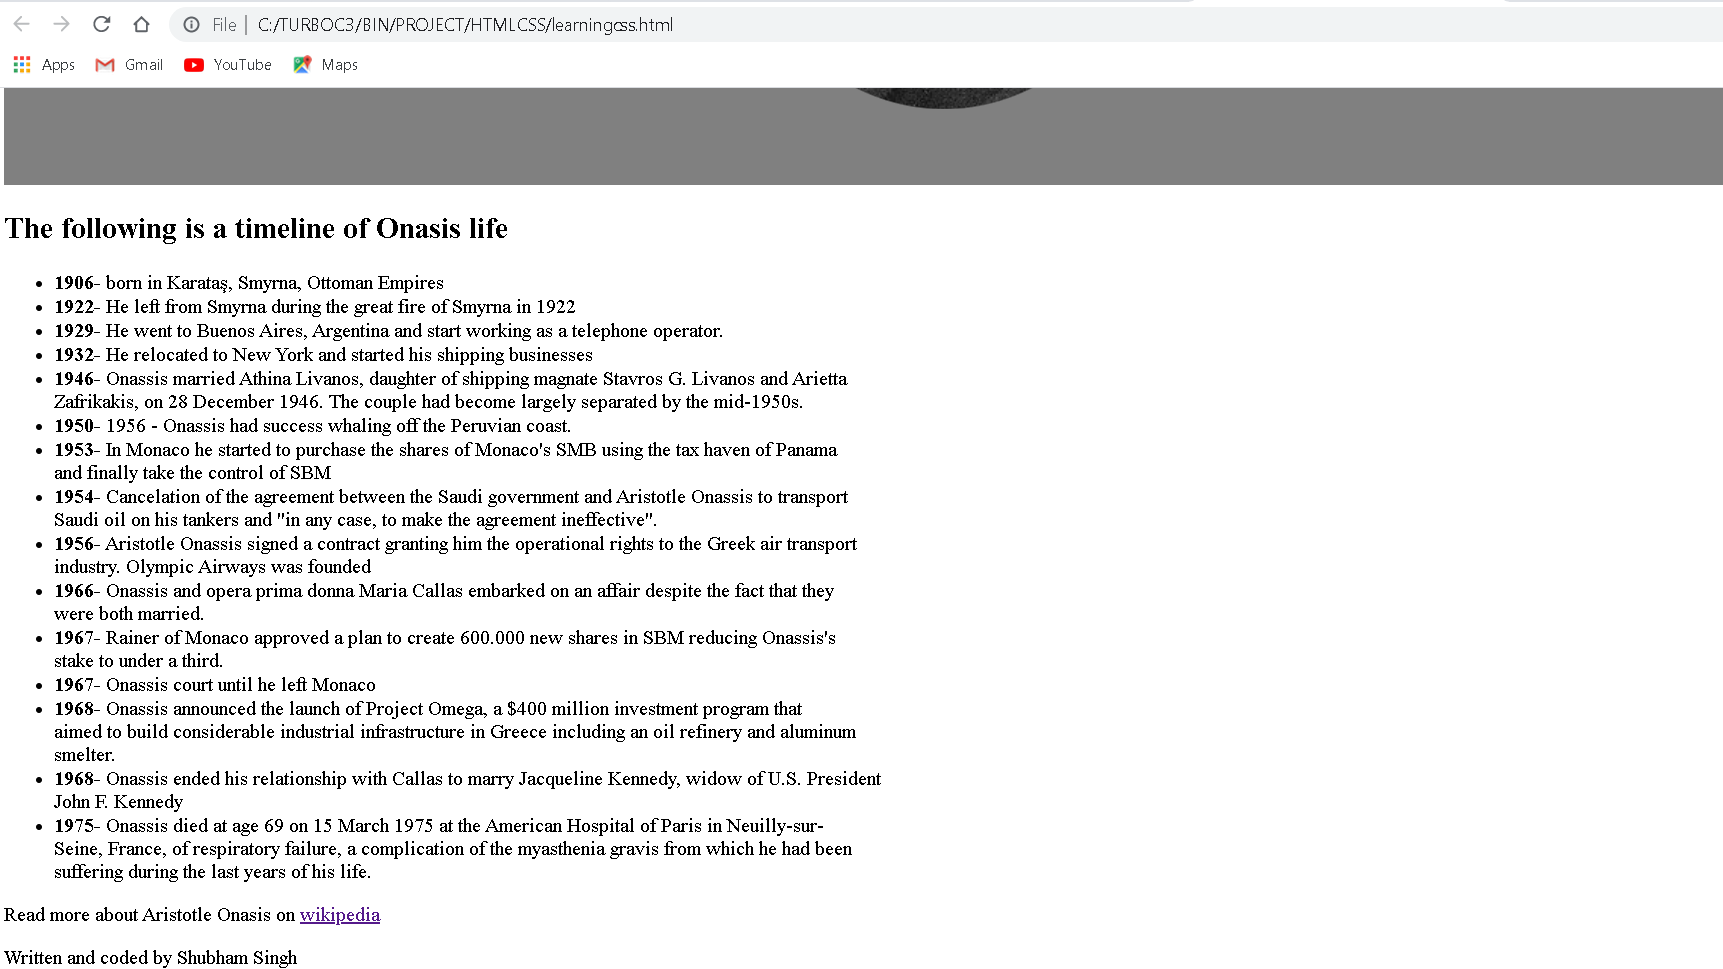 File | C:/TURBOC3/BIN/PROJECT/HTMLCSS/learningcss.html
Apps Gmail YouTube Maps
The following is a timeline of Onasis life
• 1906- born in Karataş, Smyrna, Ottoman Empires
• 1922- He left from Smyrna during the great fire of Smyrna in 1922
• 1929- He went to Buenos Aires, Argentina and start working as a telephone operator.
• 1932- He relocated to New York and started his shipping businesses
• 1946- Onassis married Athina Livanos, daughter of shipping magnate Stavros G. Livanos and Arietta
Zafrikakis, on 28 December 1946. The couple had become largely separated by the mid-1950s.
• 1950- 1956 - Onassis had success whaling off the Peruvian coast.
• 1953- In Monaco he started to purchase the shares of Monaco's SMB using the tax haven of Panama
and finally take the control of SBM
• 1954- Cancelation of the agreement between the Saudi government and Aristotle Onassis to transport
Saudi oil on his tankers and "in any case, to make the agreement ineffective".
• 1956- Aristotle Onassis signed a contract granting him the operational rights to the Greek air transport
industry. Olympic Airways was founded
• 1966- Onassis and opera prima donna Maria Callas embarked on an affair despite the fact that they
were both married.
• 1967- Rainer of Monaco approved a plan to create 600.000 new shares in SBM reducing Onassis's
stake to under a third.
• 1967- Onassis court until he left Monaco
• 1968- Onassis announced the launch of Project Omega, a $400 million investment program that
aimed to build considerable industrial infrastructure in Greece including an oil refinery and aluminum
smelter.
• 1968- Onassis ended his relationship with Callas to marry Jacqueline Kennedy, widow of U.S. President
John F. Kennedy
• 1975- Onassis died at age 69 on 15 March 1975 at the American Hospital of Paris in Neuilly-sur-
Seine, France, of respiratory failure, a complication of the myasthenia gravis from which he had been
suffering during the last years of his life.
Read more about Aristotle Onasis on wikipedia
Written and coded by Shubham Singh